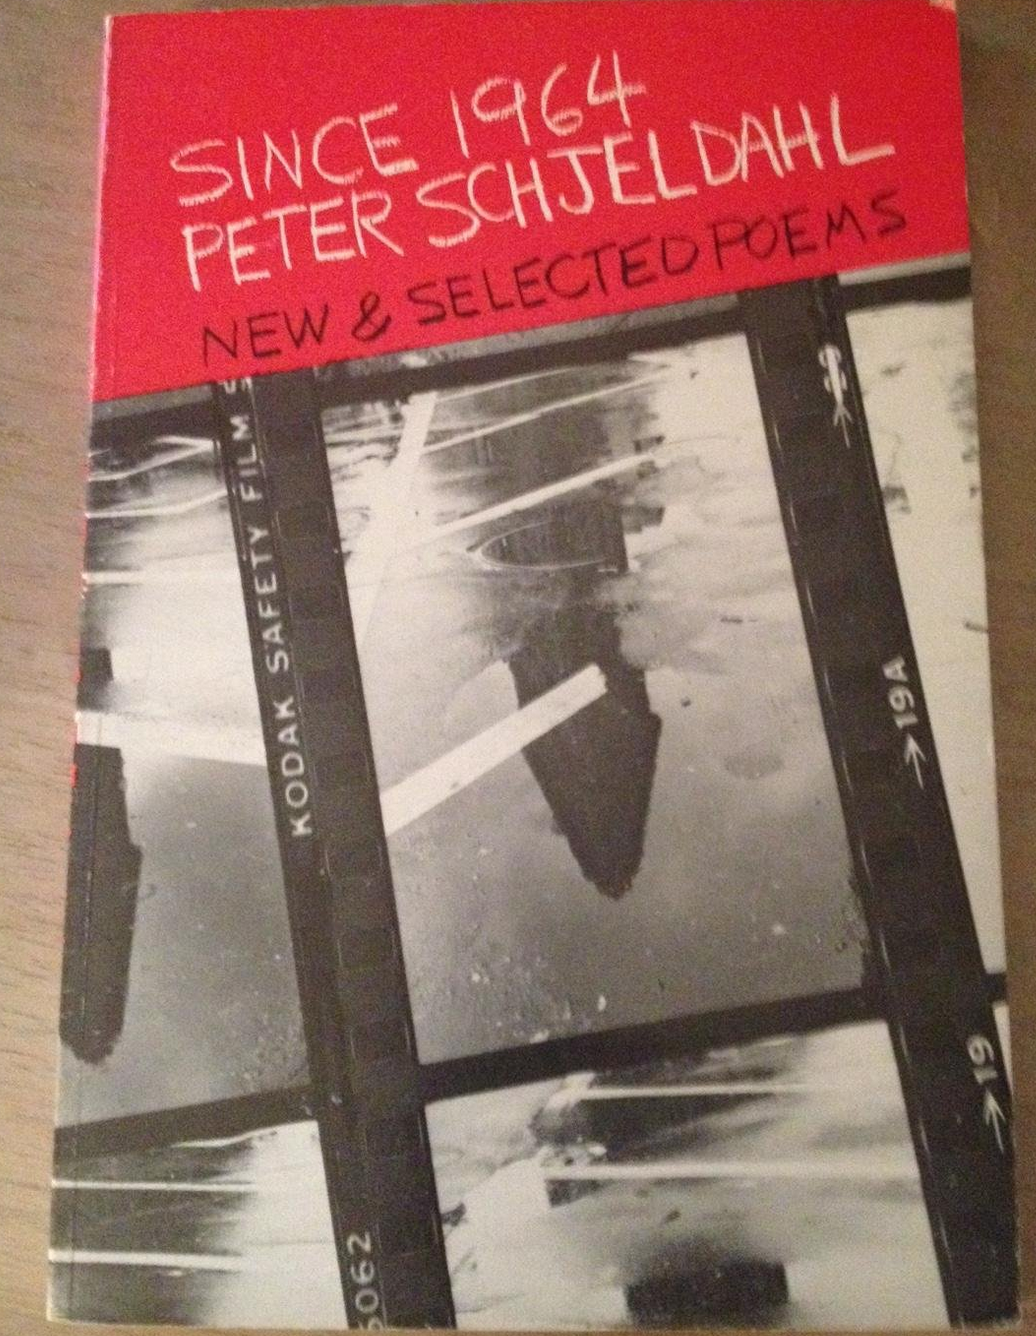 SINCE 1964
PETER SCHJELDAHL
NEW & SELECTED POEMS
KODAK SAFETY FILM
19A
19
5062